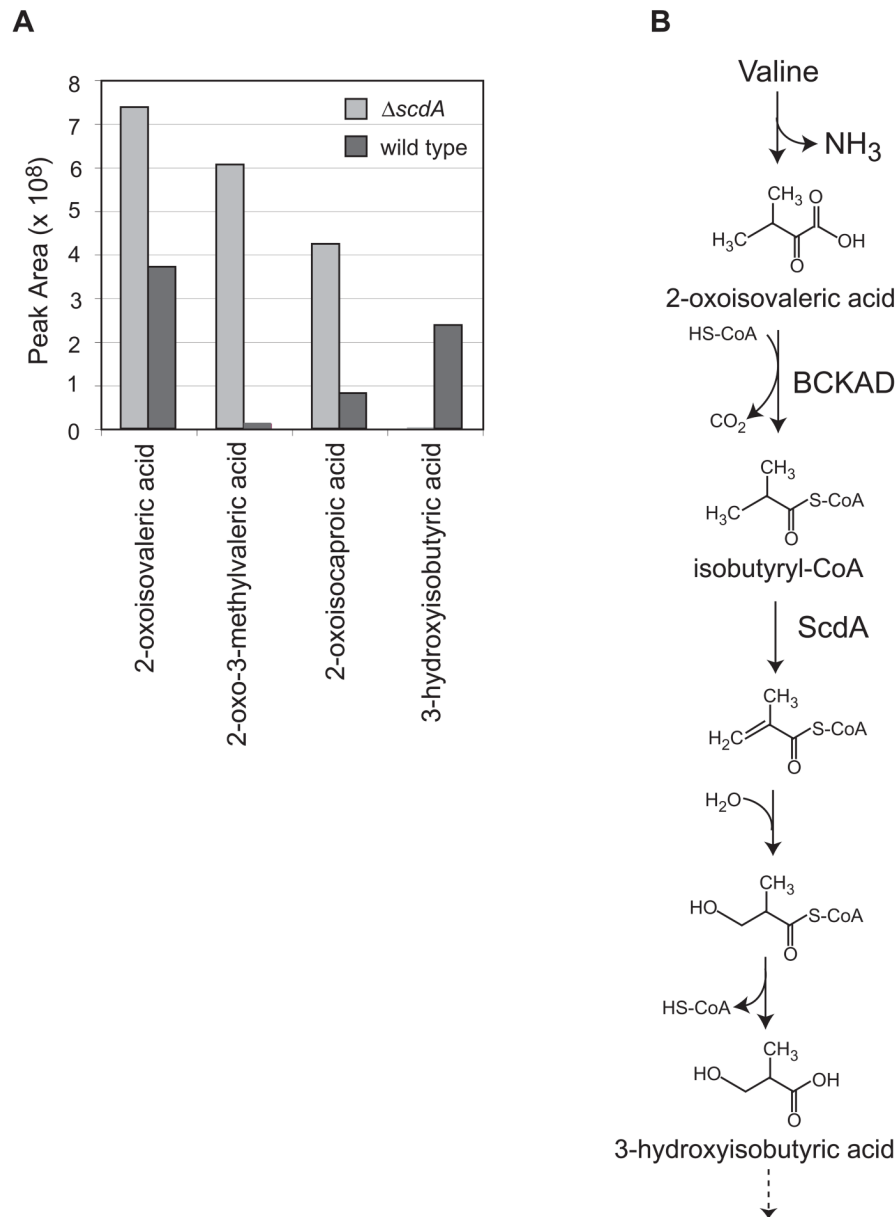 A
B
Peak Area (x 10⁸)
8
7
6
5
4
3
2
1
0
ΔscdA
wild type
2-oxoisovaleric acid
2-oxo-3-methylvaleric acid
2-oxoisocaproic acid
3-hydroxyisobutyric acid
Valine
NH₃
CH₃
O
H₃C
OH
O
2-oxoisovaleric acid
HS-CoA
BCKAD
CO₂
CH₃
H₃C
S-CoA
O
isobutyryl-CoA
ScdA
CH₃
H₂C
S-CoA
O
H₂O
CH₃
HO
S-CoA
O
HS-CoA
CH₃
HO
OH
O
3-hydroxyisobutyric acid